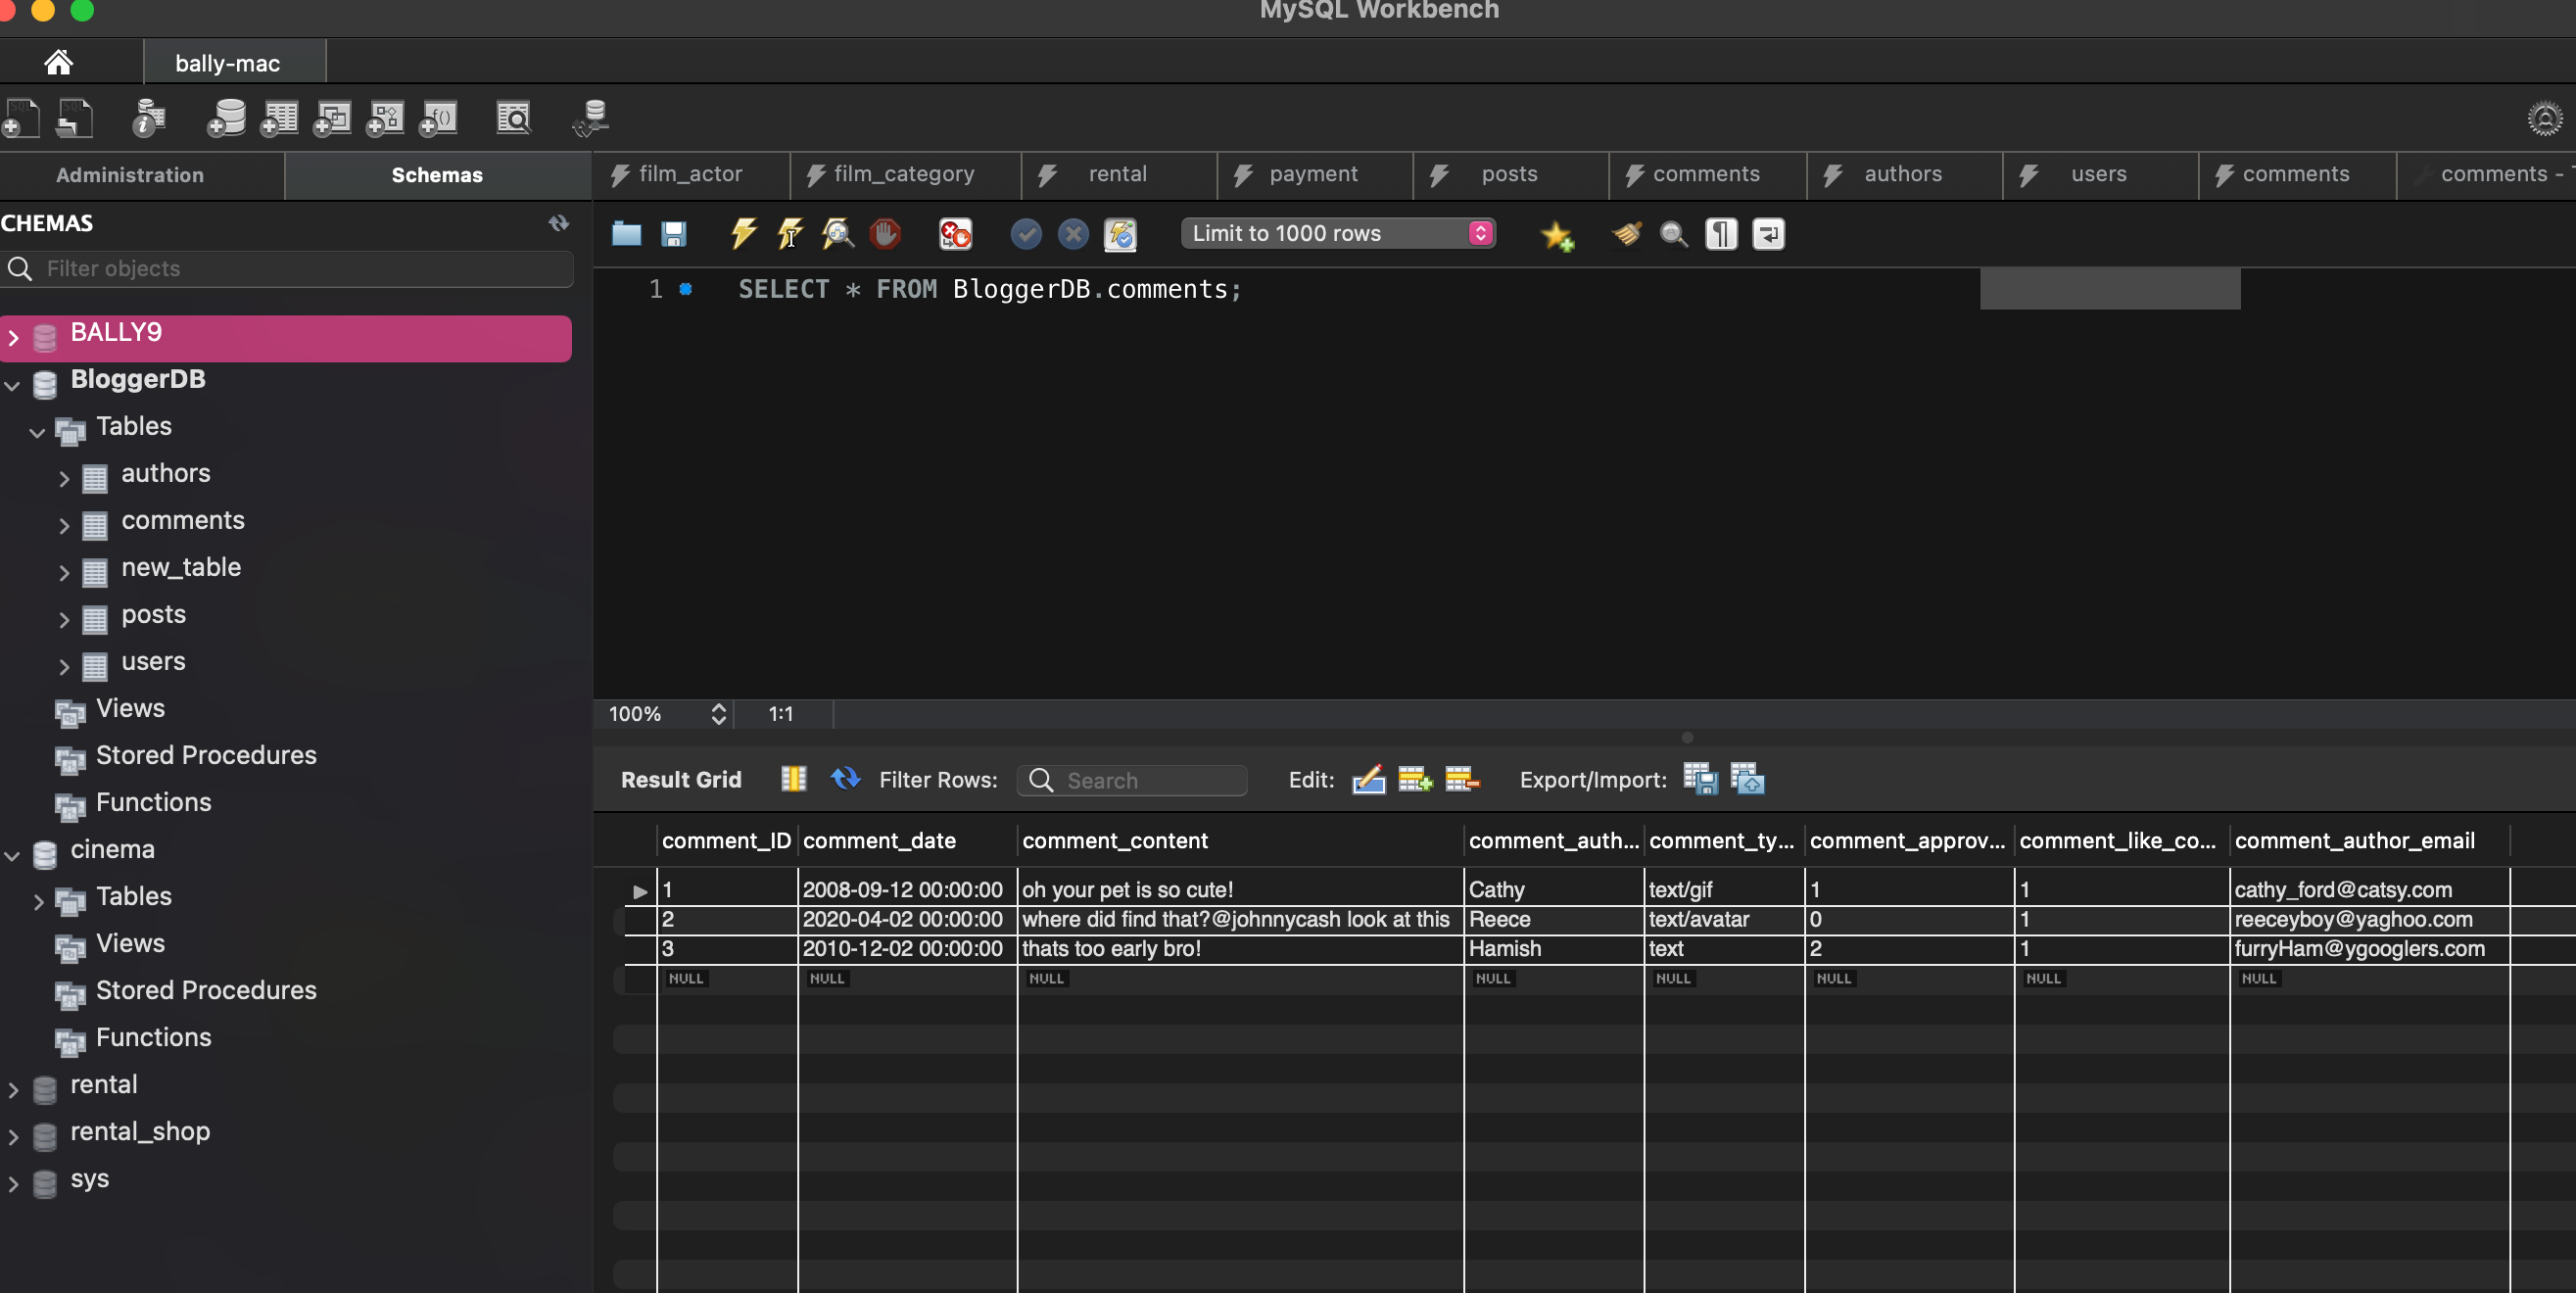 MySQL Workbench
bally-mac
Administration Schemas film_actor film_category rental payment posts comments authors users comments comments -
CHEMAS
Filter objects
Limit to 1000 rows
1 SELECT * FROM BloggerDB.comments;
BALLY9
BloggerDB
Tables
authors
comments
new_table
posts
users
Views
Stored Procedures
Functions
cinema
Tables
Views
Stored Procedures
Functions
rental
rental_shop
sys
100% 1:1
Result Grid Filter Rows: Search Edit: Export/Import:
comment_ID comment_date comment_content comment_auth... comment_ty... comment_approv... comment_like_co... comment_author_email
1 2008-09-12 00:00:00 oh your pet is so cute! Cathy text/gif 1 1 cathy_ford@catsy.com
2 2020-04-02 00:00:00 where did find that?@johnnycash look at this Reece text/avatar 0 1 reeceyboy@yaghoo.com
3 2010-12-02 00:00:00 thats too early bro! Hamish text 2 1 furryHam@ygooglers.com
NULL NULL NULL NULL NULL NULL NULL NULL